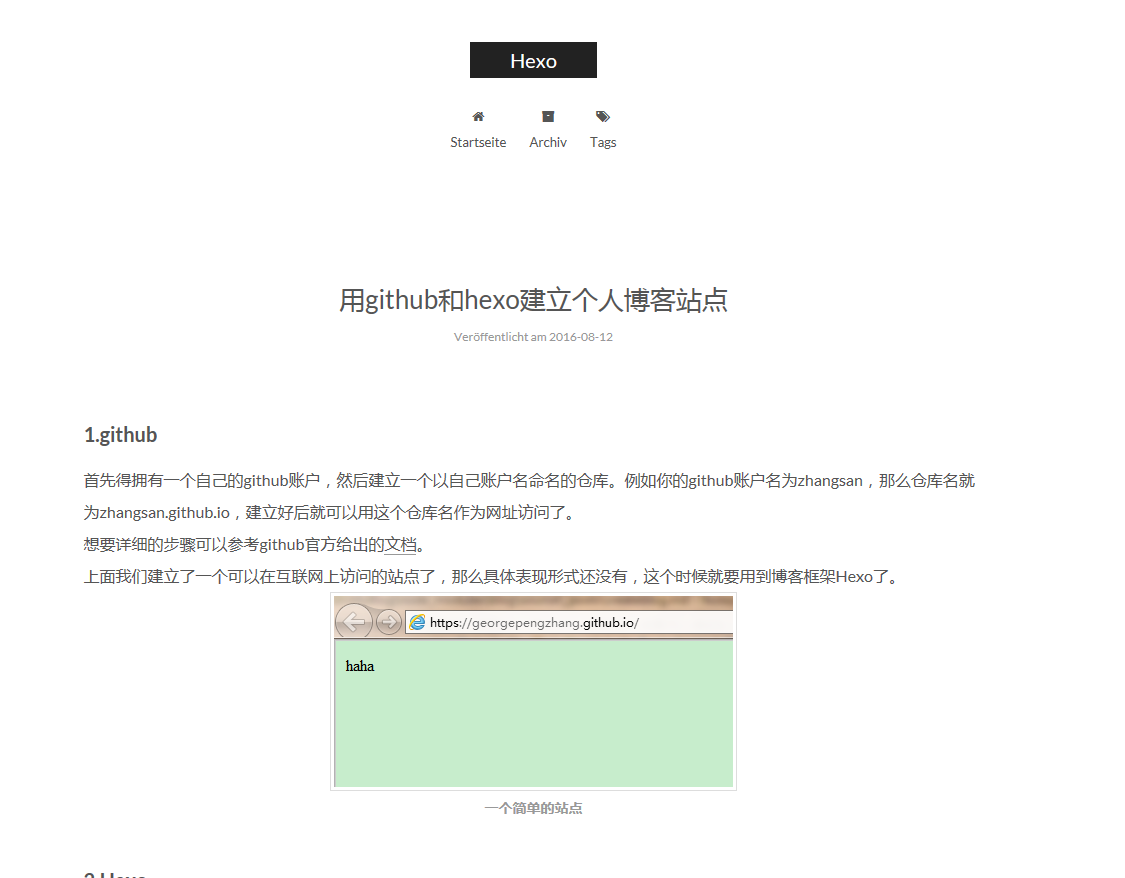 Hexo
Startseite Archiv Tags
用github和hexo建立个人博客站点
Veröffentlicht am 2016-08-12
1.github
首先得拥有一个自己的github账户，然后建立一个以自己账户名命名的仓库。例如你的github账户名为zhangsan，那么仓库名就
为zhangsan.github.io，建立好后就可以用这个仓库名作为网址访问了。
想要详细的步骤可以参考github官方给出的文档。
上面我们建立了一个可以在互联网上访问的站点了，那么具体表现形式还没有，这个时候就要用到博客框架Hexo了。
https://georgepengzhang.github.io/
haha
一个简单的站点
2.Hexo